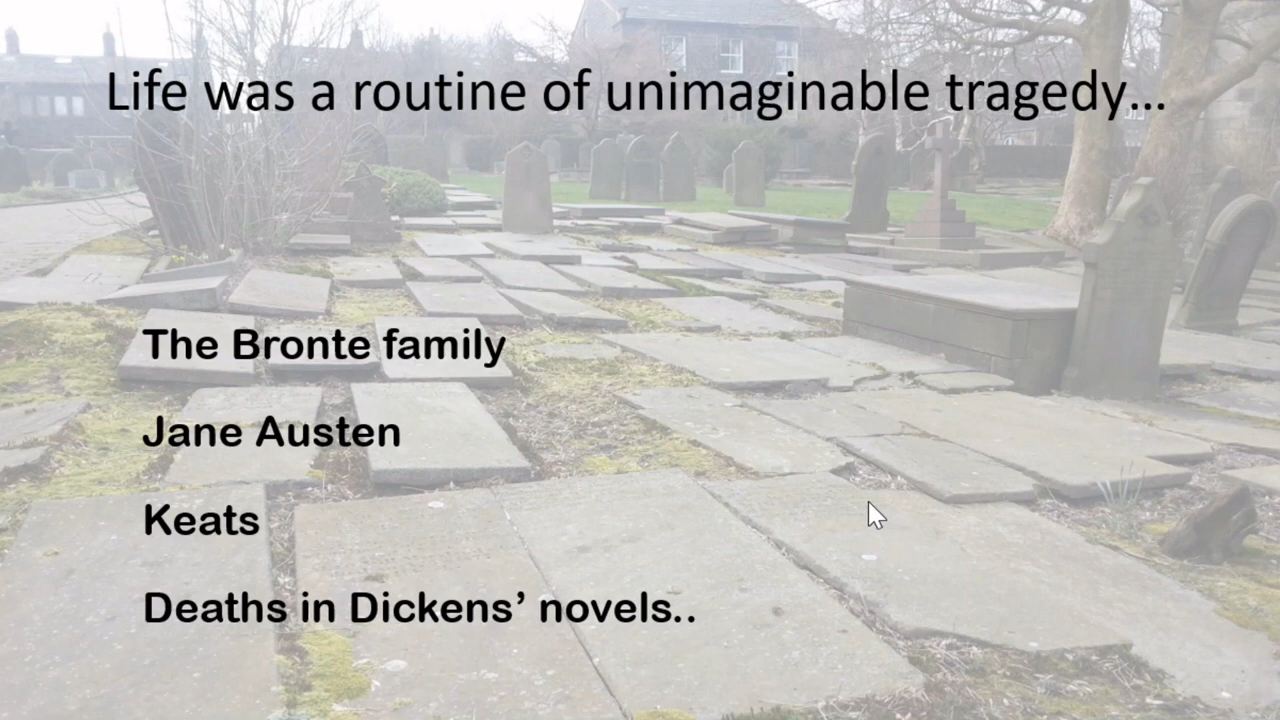 Life was a routine of unimaginable tragedy...
The Bronte family
Jane Austen
Keats
Deaths in Dickens’ novels..